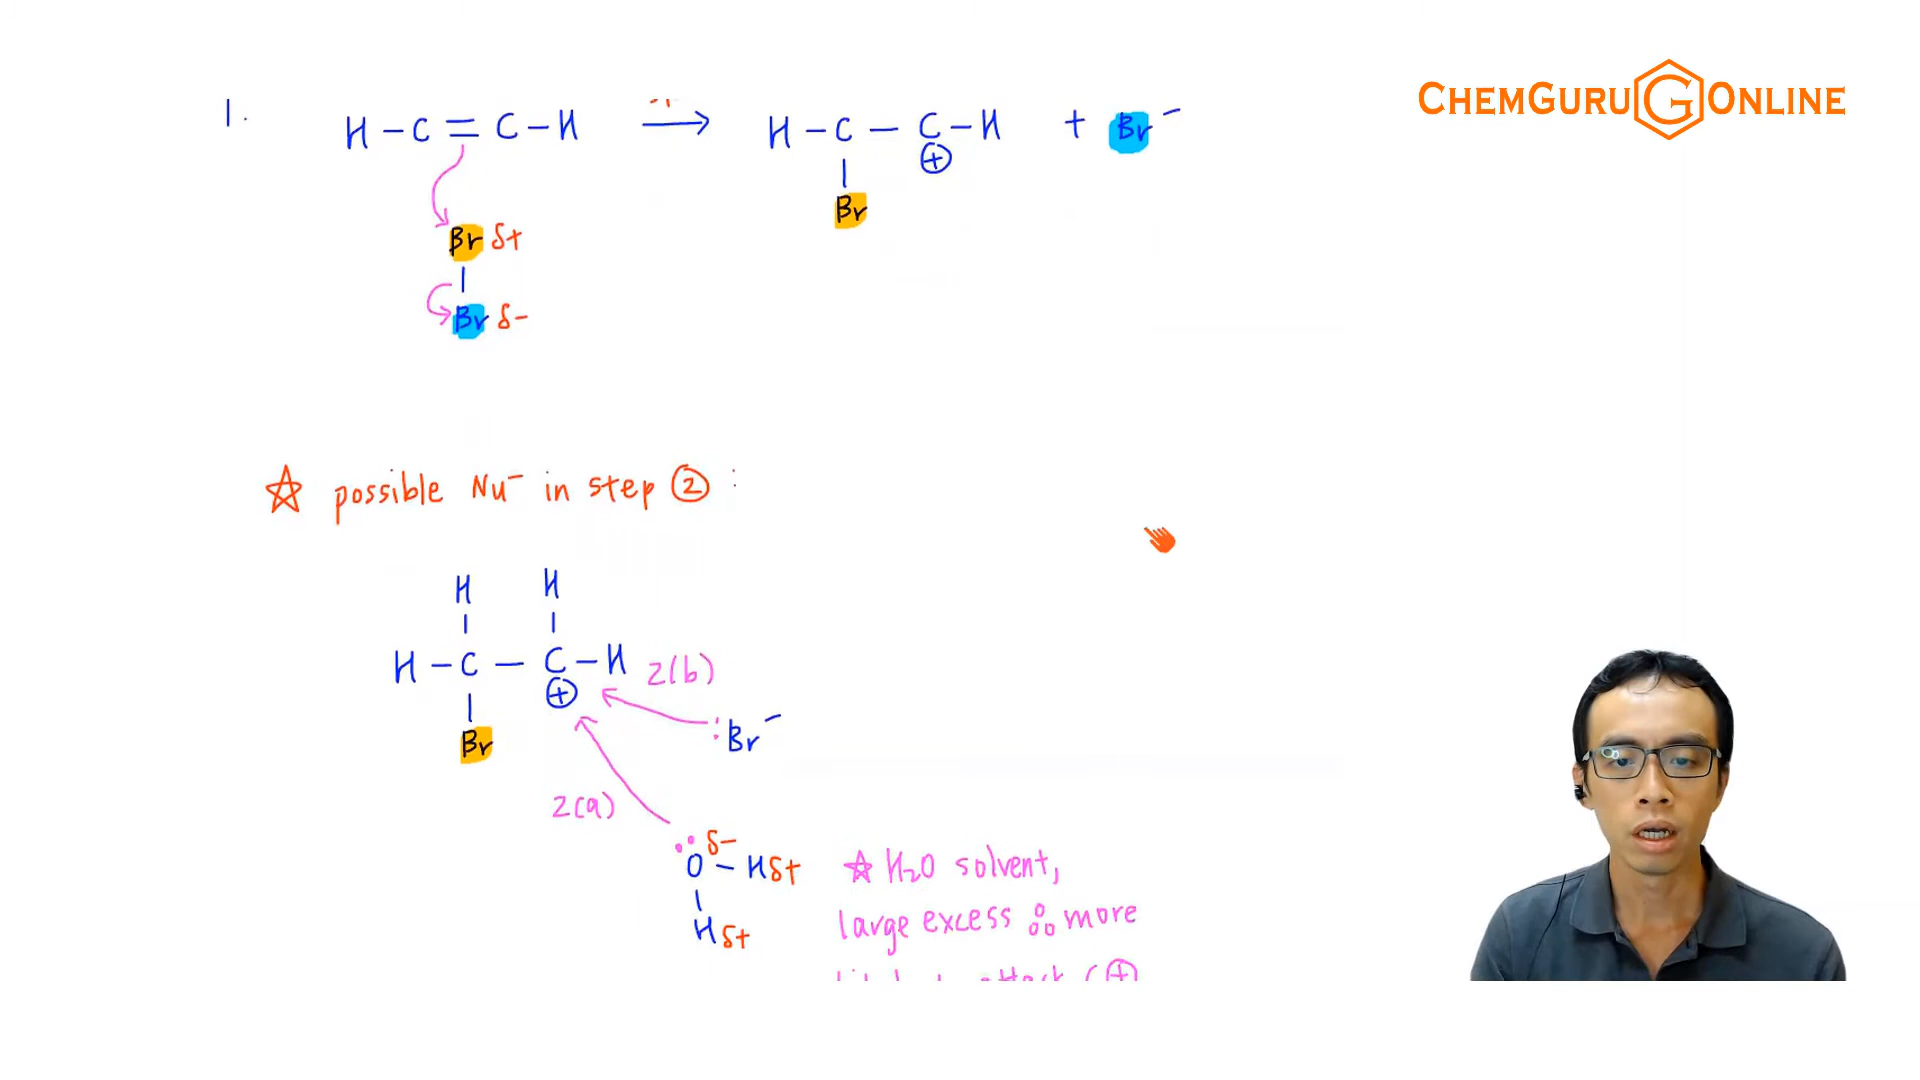 CHEMGURU G ONLINE
1. H-C=C-H → H-C-C-H + Br⁻
⊕
Br
Br δ+
Br δ-
☆ possible Nu⁻ in step ②:
H H
H-C-C-H 2(b)
⊕
Br :Br⁻
2(a)
δ-
O-Hδ+ ☆ H₂O solvent,
large excess ∴ more
Hδ+
attack C⊕